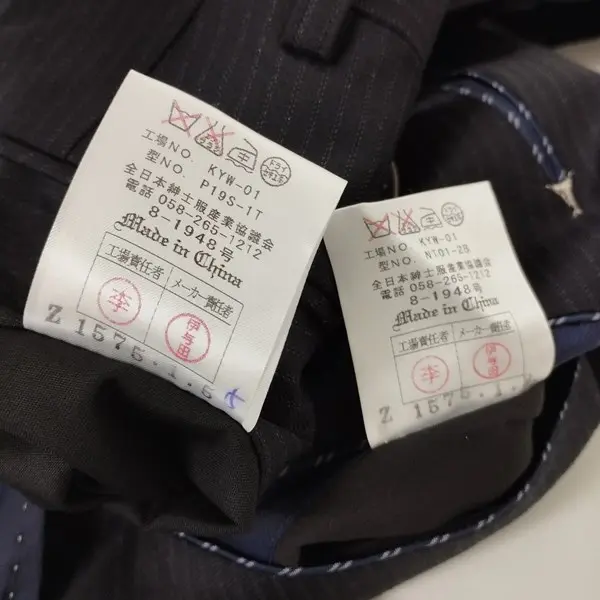 ドライ
工場NO. KYW-01
型NO. P19S-1T
全日本紳士服産業協議会
電話 058-265-1212
8-1948号
Made in China
工場責任者 メーカー責任者
李 伊与田
Z 1575.1.6
中
工場NO. KYW-01
型NO. NT01-2B
全日本紳士服産業協議会
電話 058-265-1212
8-1948号
Made in China
工場責任者 メーカー責任者
李 伊与田
Z 1575.1.